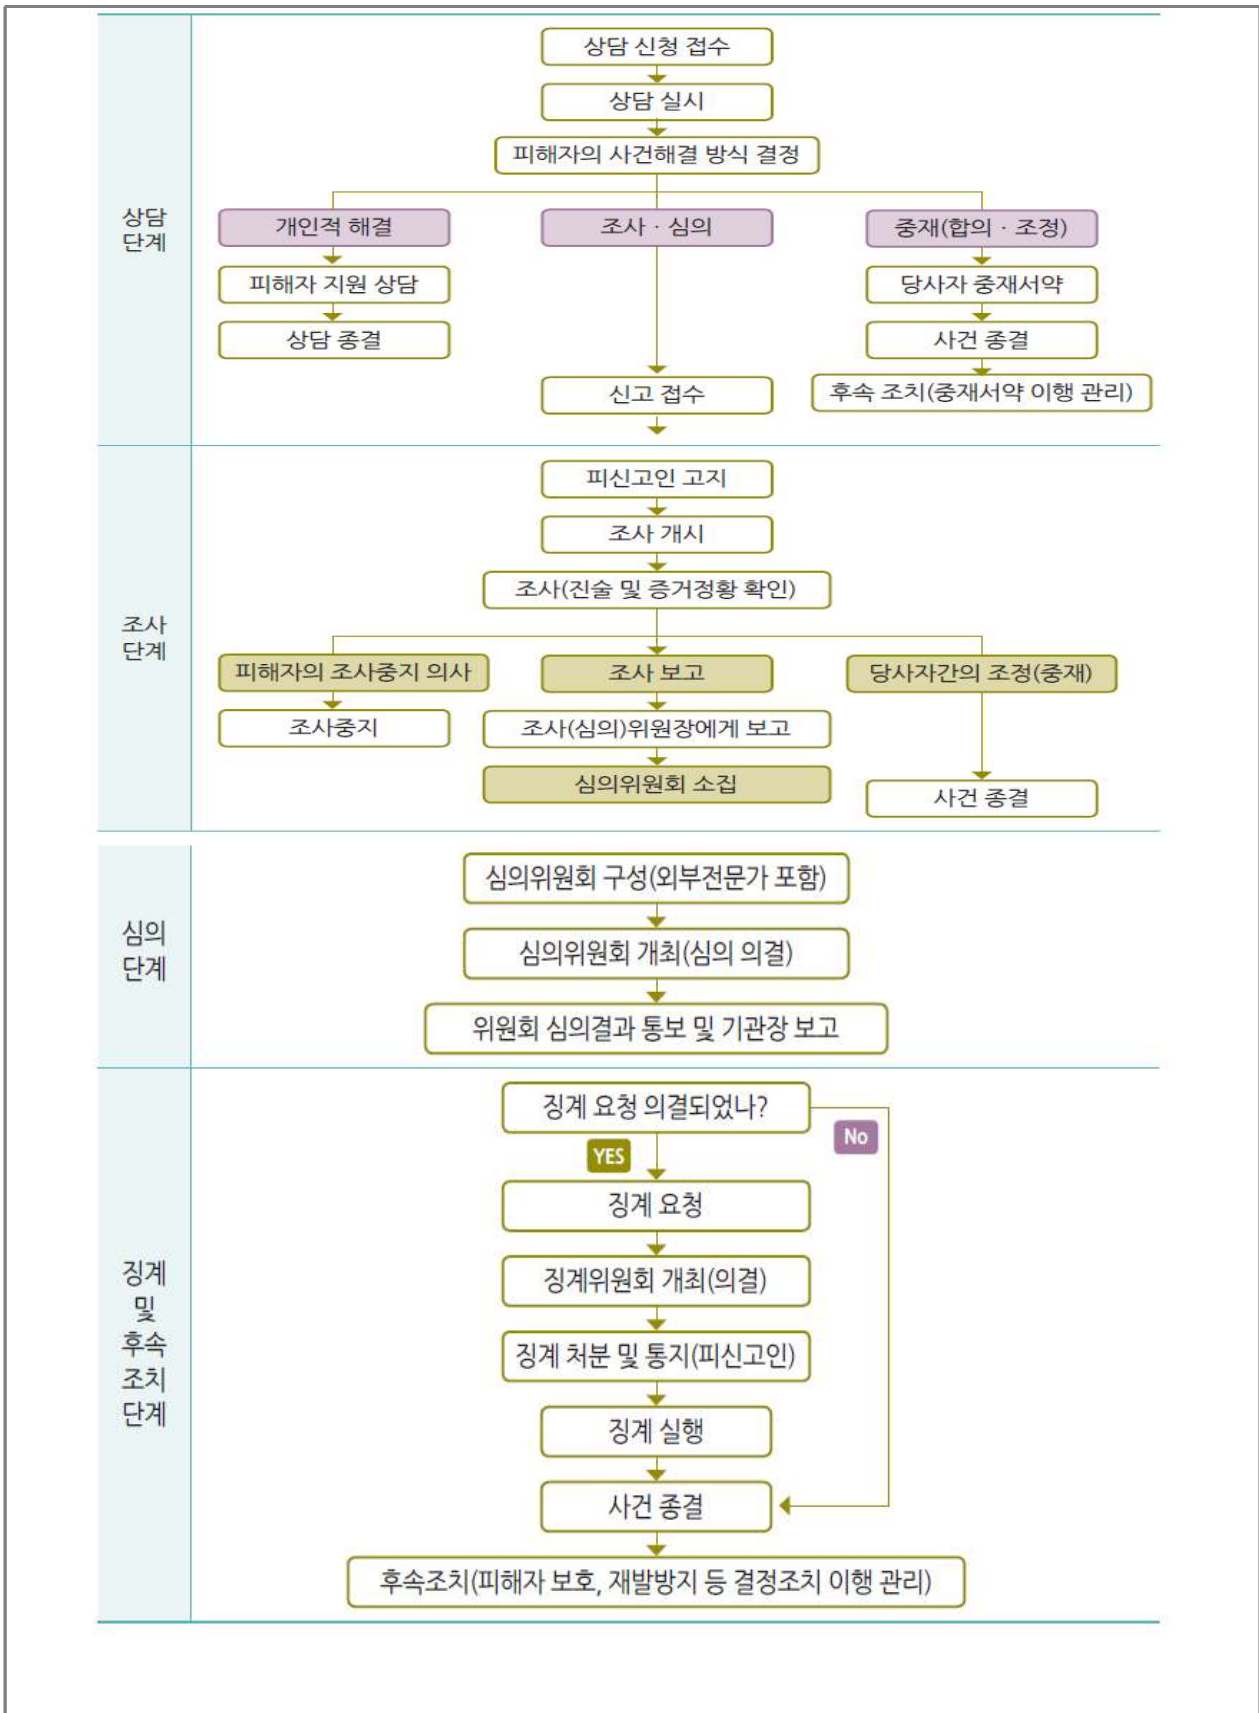 상담
단계
상담 신청 접수
상담 실시
피해자의 사건해결 방식 결정
개인적 해결
조사 · 심의
중재(합의 · 조정)
피해자 지원 상담
당사자 중재서약
상담 종결
사건 종결
신고 접수
후속 조치(중재서약 이행 관리)
조사
단계
피신고인 고지
조사 개시
조사(진술 및 증거정황 확인)
피해자의 조사중지 의사
조사 보고
당사자간의 조정(중재)
조사중지
조사(심의)위원장에게 보고
심의위원회 소집
사건 종결
심의
단계
심의위원회 구성(외부전문가 포함)
심의위원회 개최(심의 의결)
위원회 심의결과 통보 및 기관장 보고
징계
및
후속
조치
단계
징계 요청 의결되었나?
No
YES
징계 요청
징계위원회 개최(의결)
징계 처분 및 통지(피신고인)
징계 실행
사건 종결
후속조치(피해자 보호, 재발방지 등 결정조치 이행 관리)